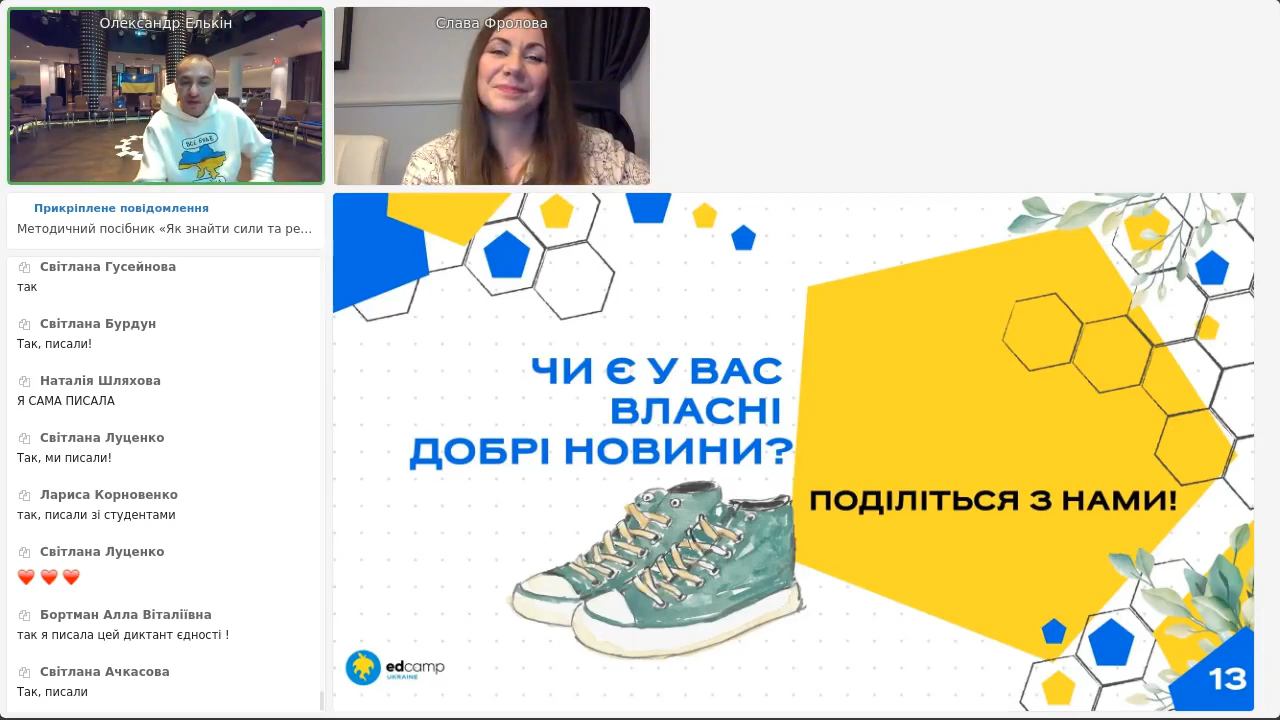 Олександр Елькін
Слава Фролова
ВСЕ БУДЕ
Прикріплене повідомлення
Методичний посібник «Як знайти сили та ре...
Світлана Гусейнова
так
Світлана Бурдун
Так, писали!
Наталія Шляхова
Я САМА ПИСАЛА
Світлана Луценко
Так, ми писали!
Лариса Корновенко
так, писали зі студентами
Світлана Луценко
Бортман Алла Віталіївна
так я писала цей диктант єдності !
Світлана Ачкасова
Так, писали
ЧИ Є У ВАС
ВЛАСНІ
ДОБРІ НОВИНИ?
ПОДІЛІТЬСЯ З НАМИ!
edcamp
UKRAINE
13